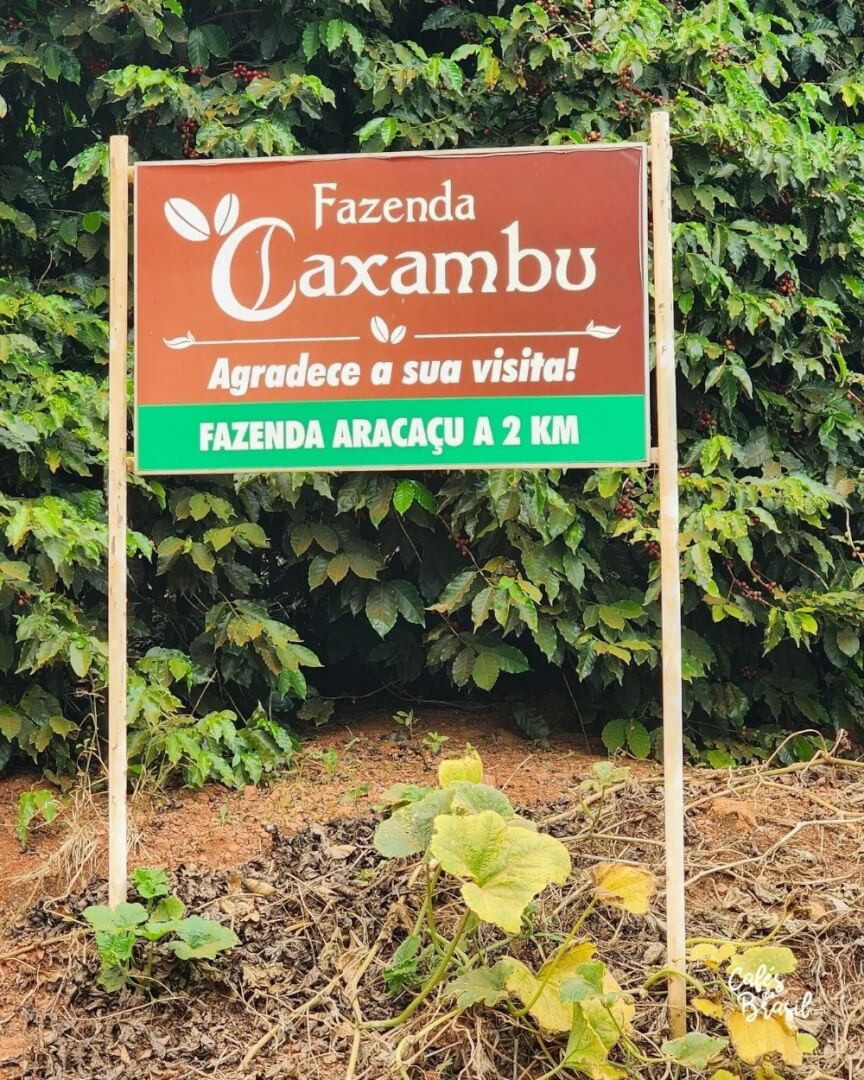 Fazenda
Caxambu
Agradece a sua visita!
FAZENDA ARACAÇU A 2 KM
Cafés
Brasil